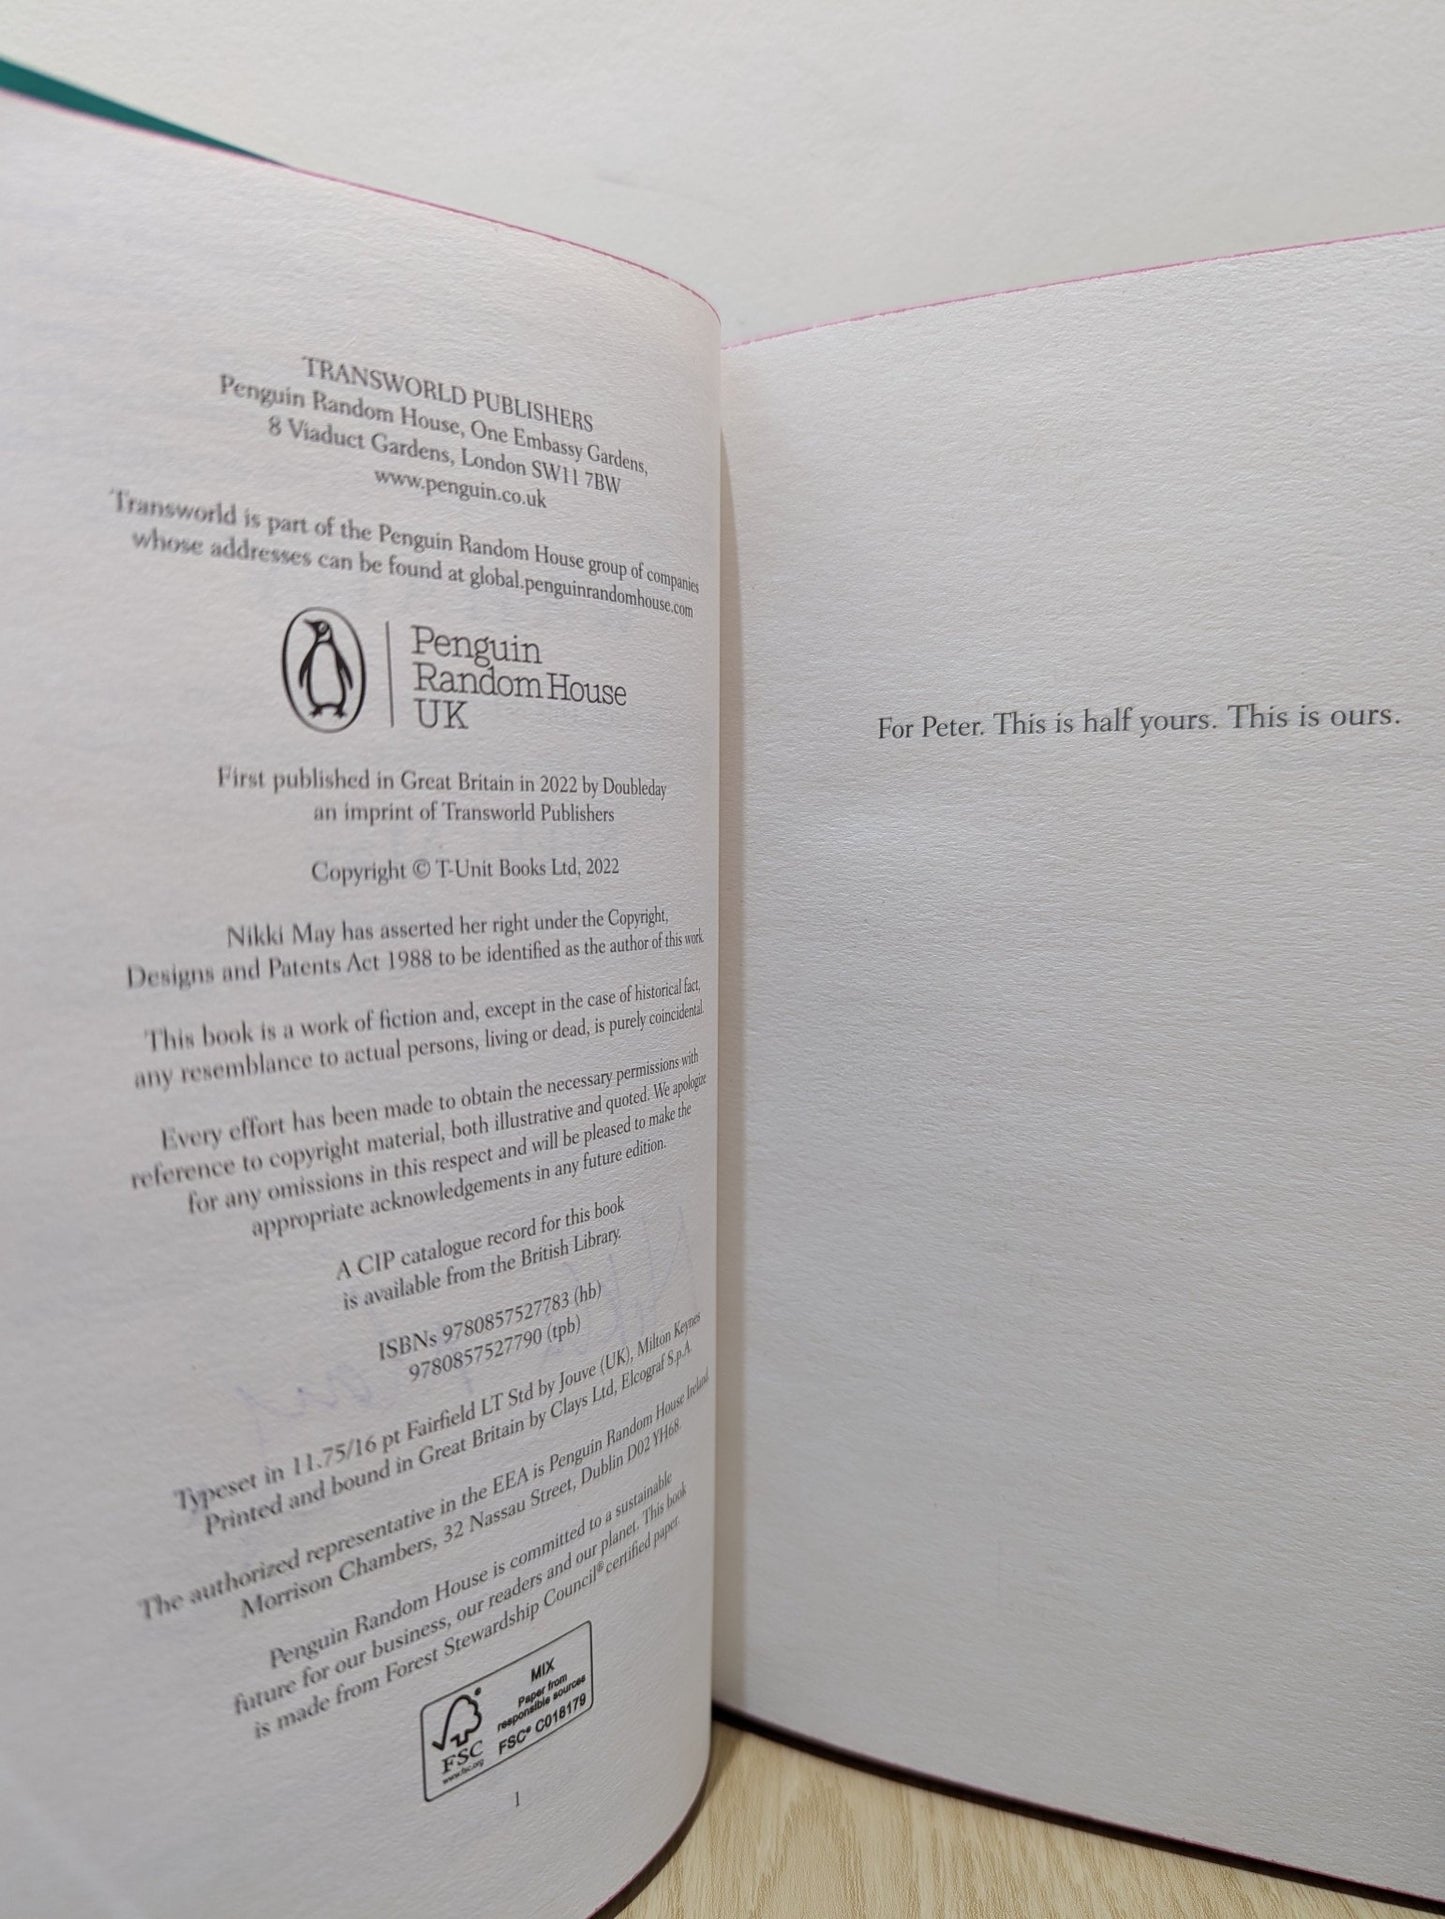 TRANSWORLD PUBLISHERS
Penguin Random House, One Embassy Gardens,
8 Viaduct Gardens, London SW11 7BW
www.penguin.co.uk
Transworld is part of the Penguin Random House group of companies
whose addresses can be found at global.penguinrandomhouse.com
Penguin
Random House
UK
First published in Great Britain in 2022 by Doubleday
an imprint of Transworld Publishers
Copyright © T-Unit Books Ltd, 2022
Nikki May has asserted her right under the Copyright,
Designs and Patents Act 1988 to be identified as the author of this work.
This book is a work of fiction and, except in the case of historical fact,
any resemblance to actual persons, living or dead, is purely coincidental.
Every effort has been made to obtain the necessary permissions with
reference to copyright material, both illustrative and quoted. We apologize
for any omissions in this respect and will be pleased to make the
appropriate acknowledgements in any future edition.
A CIP catalogue record for this book
is available from the British Library.
ISBNs 9780857527783 (hb)
9780857527790 (tpb)
Typeset in 11.75/16 pt Fairfield LT Std by Jouve (UK), Milton Keynes
Printed and bound in Great Britain by Clays Ltd, Elcograf S.p.A.
The authorized representative in the EEA is Penguin Random House Ireland,
Morrison Chambers, 32 Nassau Street, Dublin D02 YH68.
Penguin Random House is committed to a sustainable
future for our business, our readers and our planet. This book
is made from Forest Stewardship Council® certified paper.
MIX
Paper from
responsible sources
FSC® C018179
FSC
www.fsc.org
1
For Peter. This is half yours. This is ours.